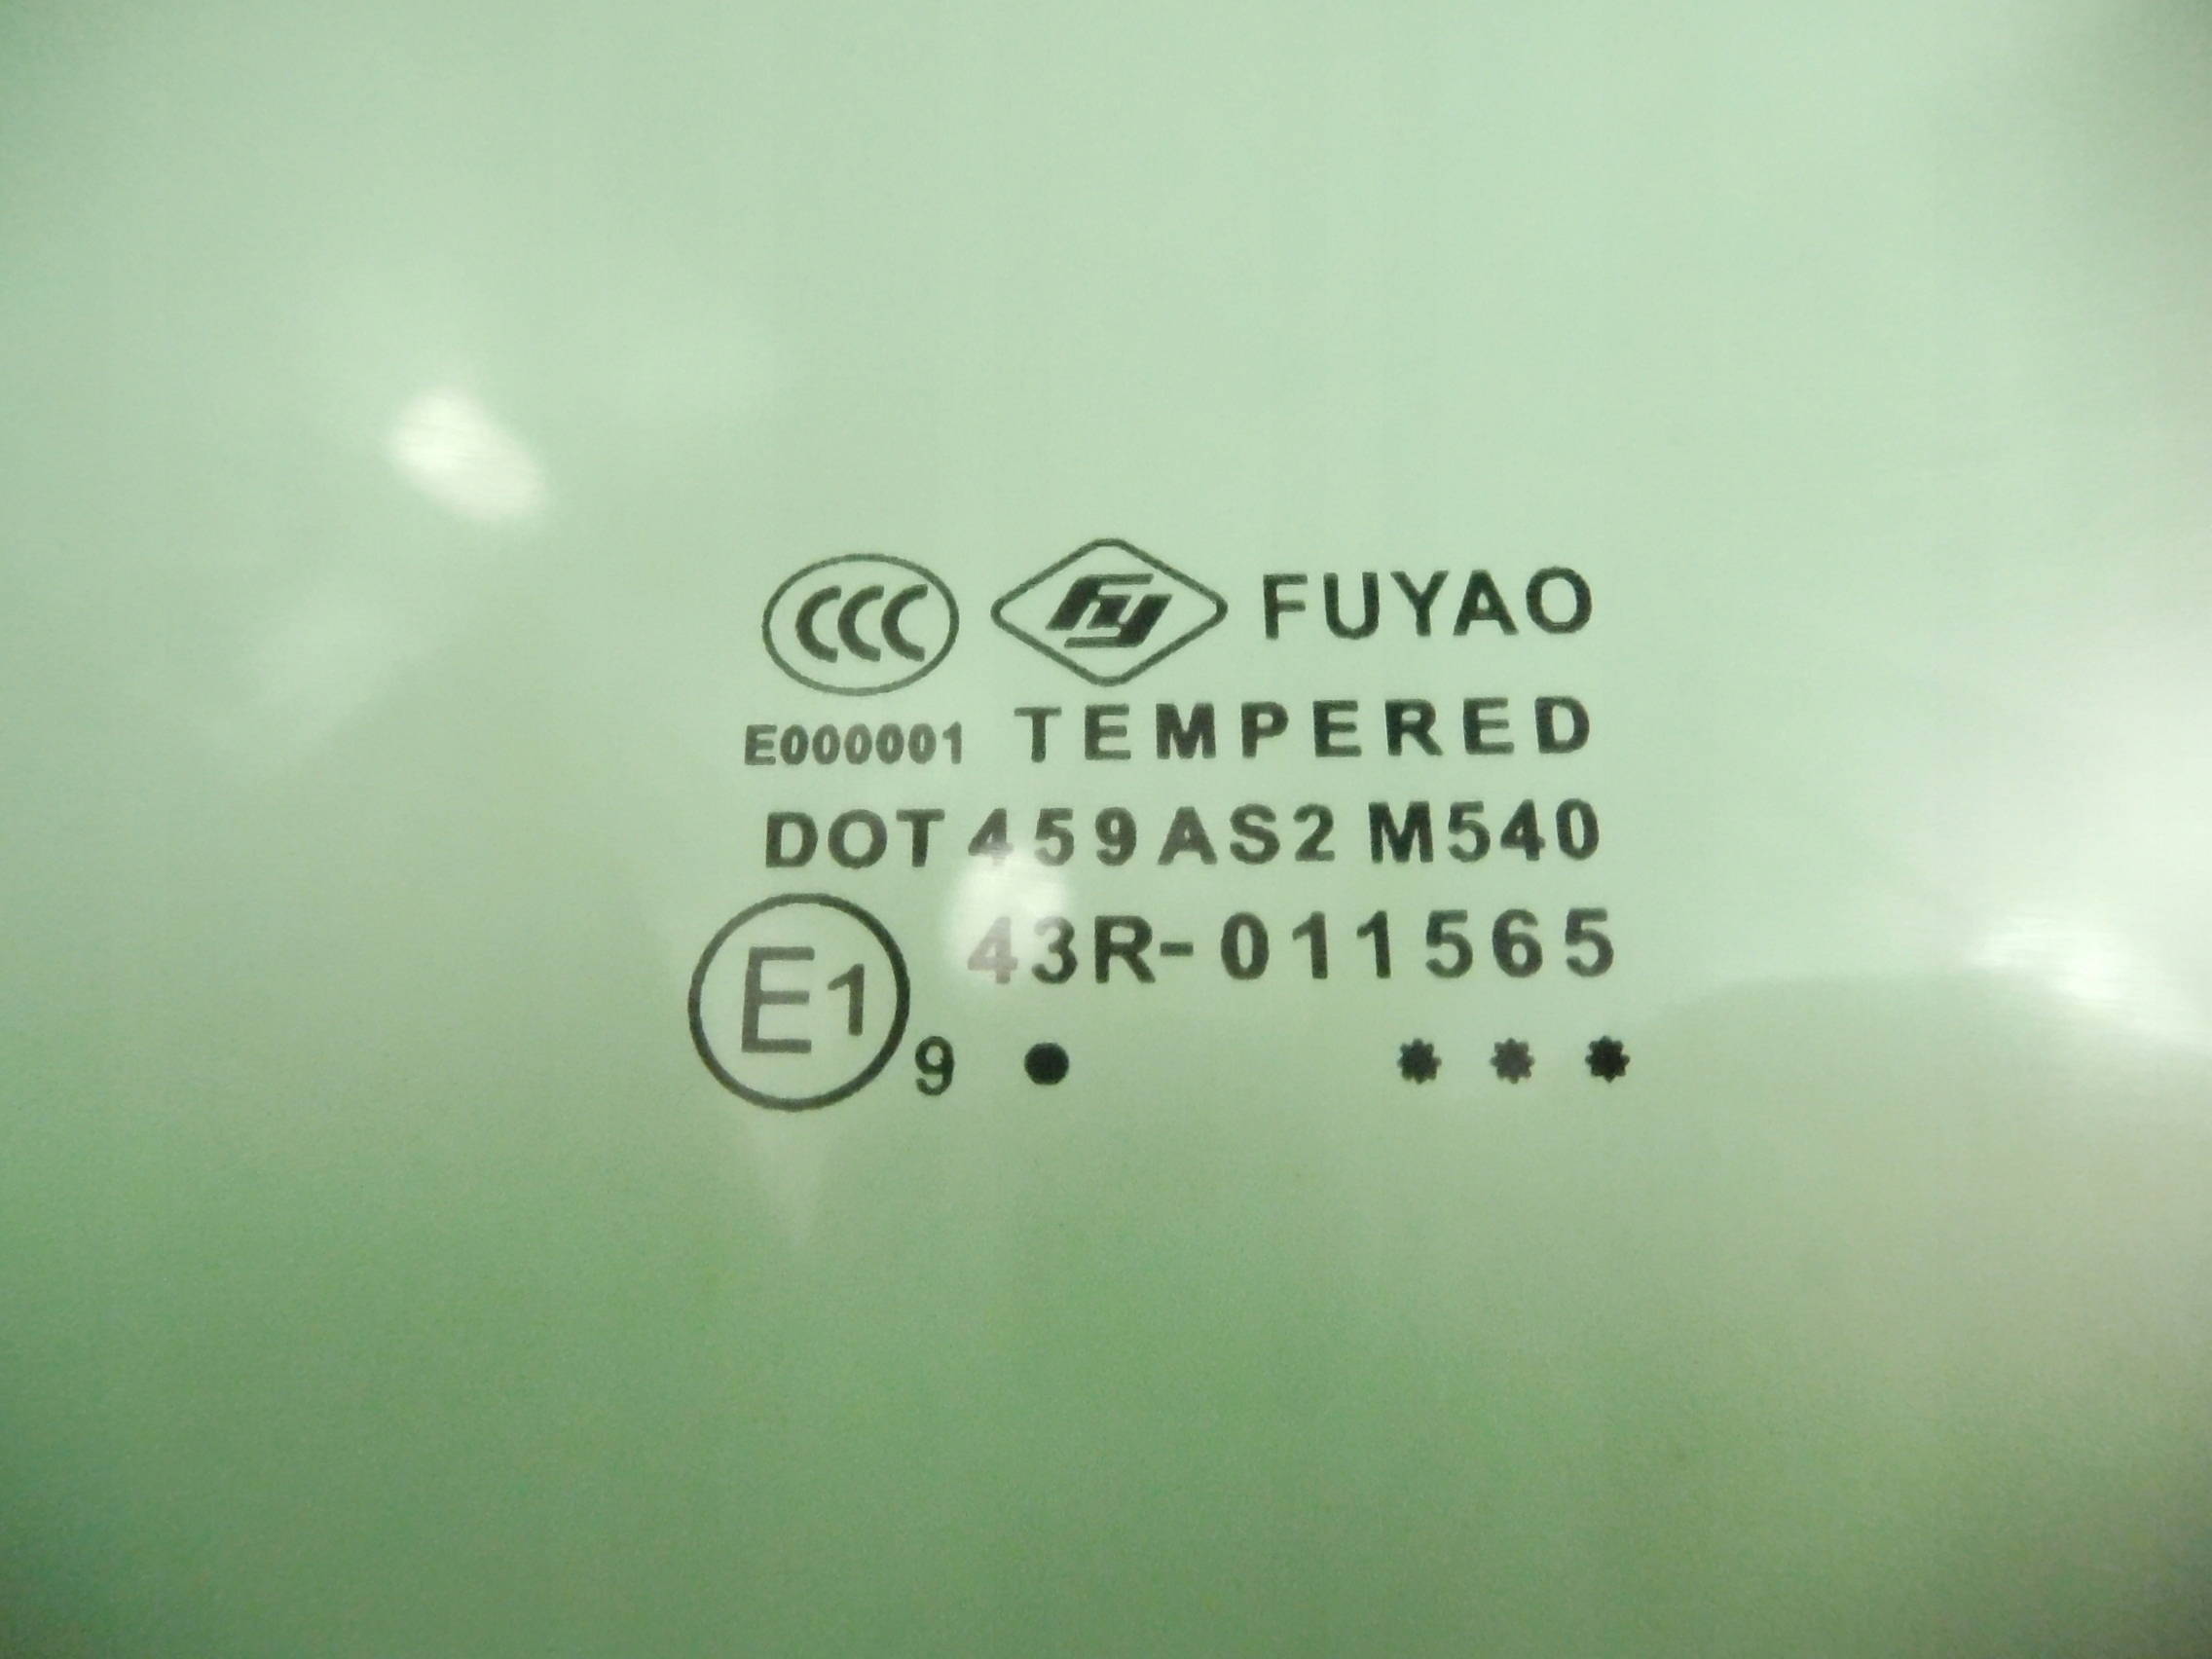 CCC fy FUYAO
E000001 TEMPERED
DOT 459 AS2 M540
E1 43R-011565
9 ● * * *